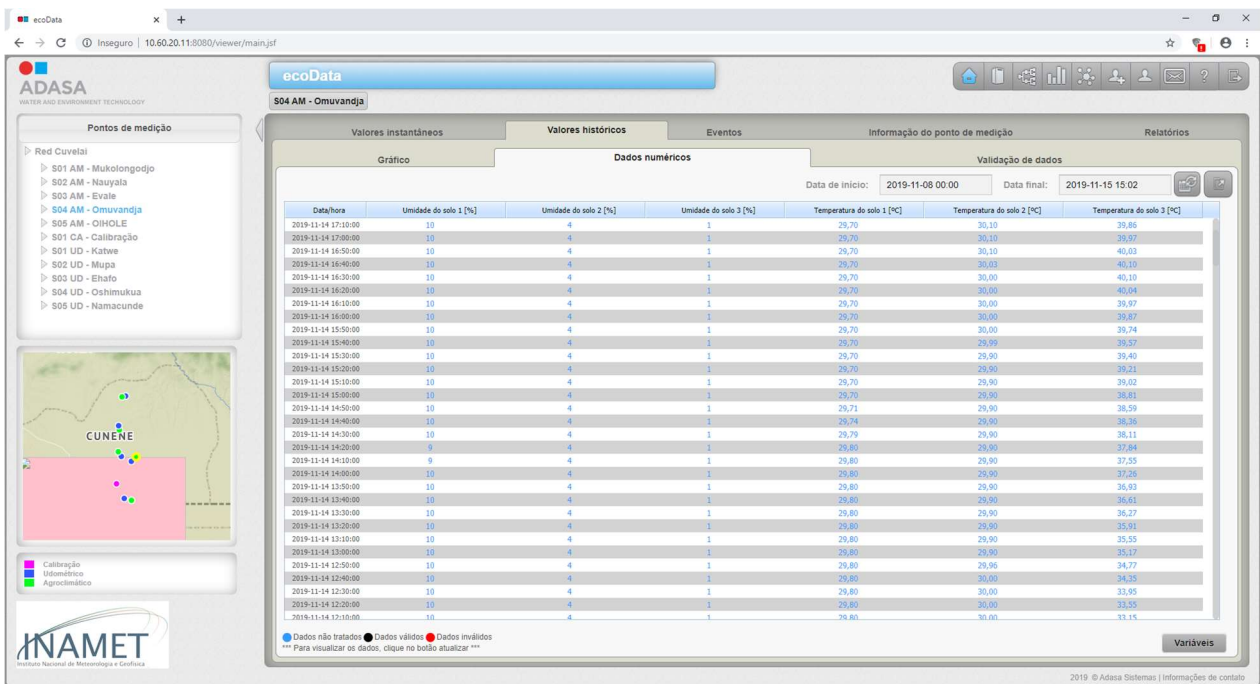 ecoData
Inseguro | 10.60.20.11:8080/viewer/main.jsf
ADASA
WATER AND ENVIRONMENT TECHNOLOGY
ecoData
S04 AM - Omuvandja
Pontos de medição
Red Cuvelai
S01 AM - Mukolongodjo
S02 AM - Nauyala
S03 AM - Evale
S04 AM - Omuvandja
S05 AM - OIHOLE
S01 CA - Calibração
S01 UD - Katwe
S02 UD - Mupa
S03 UD - Ehafo
S04 UD - Oshimukua
S05 UD - Namacunde
CUNENE
Calibração
Udométrico
Agroclimático
INAMET
Instituto Nacional de Meteorologia e Geofísica
Valores instantâneos Valores históricos Eventos Informação do ponto de medição Relatórios
Gráfico Dados numéricos Validação de dados
Data de início: 2019-11-08 00:00 Data final: 2019-11-15 15:02
Data/hora Umidade do solo 1 [%] Umidade do solo 2 [%] Umidade do solo 3 [%] Temperatura do solo 1 [ºC] Temperatura do solo 2 [ºC] Temperatura do solo 3 [ºC]
2019-11-14 17:10:00 10 4 1 29,70 30,10 39,86
2019-11-14 17:00:00 10 4 1 29,70 30,10 39,97
2019-11-14 16:50:00 10 4 1 29,70 30,10 40,03
2019-11-14 16:40:00 10 4 1 29,70 30,03 40,10
2019-11-14 16:30:00 10 4 1 29,70 30,00 40,10
2019-11-14 16:20:00 10 4 1 29,70 30,00 40,04
2019-11-14 16:10:00 10 4 1 29,70 30,00 39,97
2019-11-14 16:00:00 10 4 1 29,70 30,00 39,87
2019-11-14 15:50:00 10 4 1 29,70 30,00 39,74
2019-11-14 15:40:00 10 4 1 29,70 29,99 39,57
2019-11-14 15:30:00 10 4 1 29,70 29,90 39,40
2019-11-14 15:20:00 10 4 1 29,70 29,90 39,21
2019-11-14 15:10:00 10 4 1 29,70 29,90 39,02
2019-11-14 15:00:00 10 4 1 29,70 29,90 38,81
2019-11-14 14:50:00 10 4 1 29,71 29,90 38,59
2019-11-14 14:40:00 10 4 1 29,74 29,90 38,36
2019-11-14 14:30:00 10 4 1 29,79 29,90 38,11
2019-11-14 14:20:00 9 4 1 29,80 29,90 37,84
2019-11-14 14:10:00 9 4 1 29,80 29,90 37,55
2019-11-14 14:00:00 10 4 1 29,80 29,90 37,26
2019-11-14 13:50:00 10 4 1 29,80 29,90 36,93
2019-11-14 13:40:00 10 4 1 29,80 29,90 36,61
2019-11-14 13:30:00 10 4 1 29,80 29,90 36,27
2019-11-14 13:20:00 10 4 1 29,80 29,90 35,91
2019-11-14 13:10:00 10 4 1 29,80 29,90 35,55
2019-11-14 13:00:00 10 4 1 29,80 29,90 35,17
2019-11-14 12:50:00 10 4 1 29,80 29,96 34,77
2019-11-14 12:40:00 10 4 1 29,80 30,00 34,35
2019-11-14 12:30:00 10 4 1 29,80 30,00 33,95
2019-11-14 12:20:00 10 4 1 29,80 30,00 33,55
2019-11-14 12:10:00 10 4 1 29,80 30,00 33,15
Dados não tratados Dados válidos Dados inválidos
*** Para visualizar os dados, clique no botão atualizar ***
Variáveis
2019 © Adasa Sistemas | Informações de contato